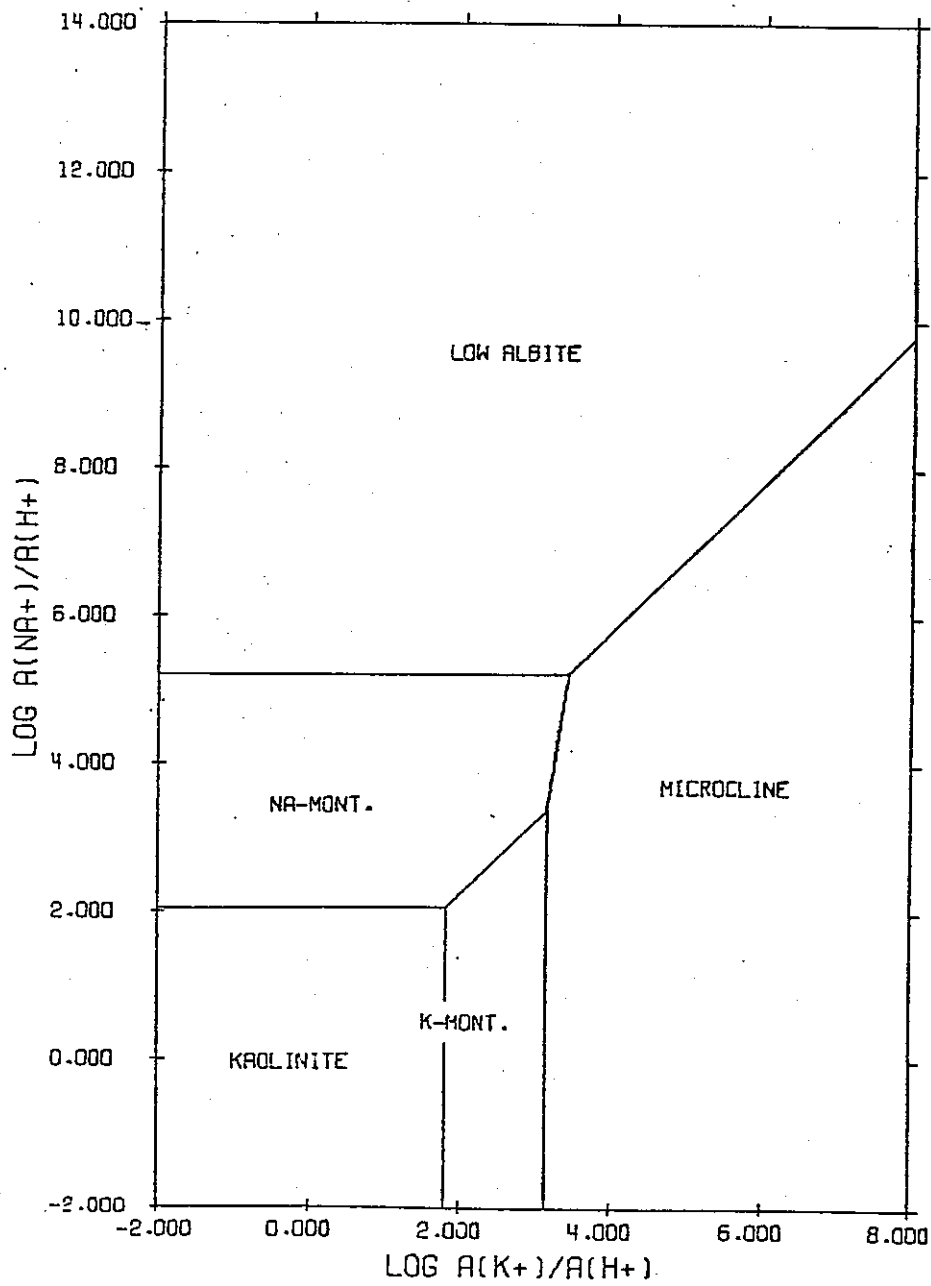 14.000
12.000
10.000
LOW ALBITE
8.000
LOG A(NA+)/A(H+)
6.000
4.000
NA-MONT.
MICROCLINE
2.000
K-MONT.
0.000
KAOLINITE
-2.000
-2.000 0.000 2.000 4.000 6.000 8.000
LOG A(K+)/A(H+)